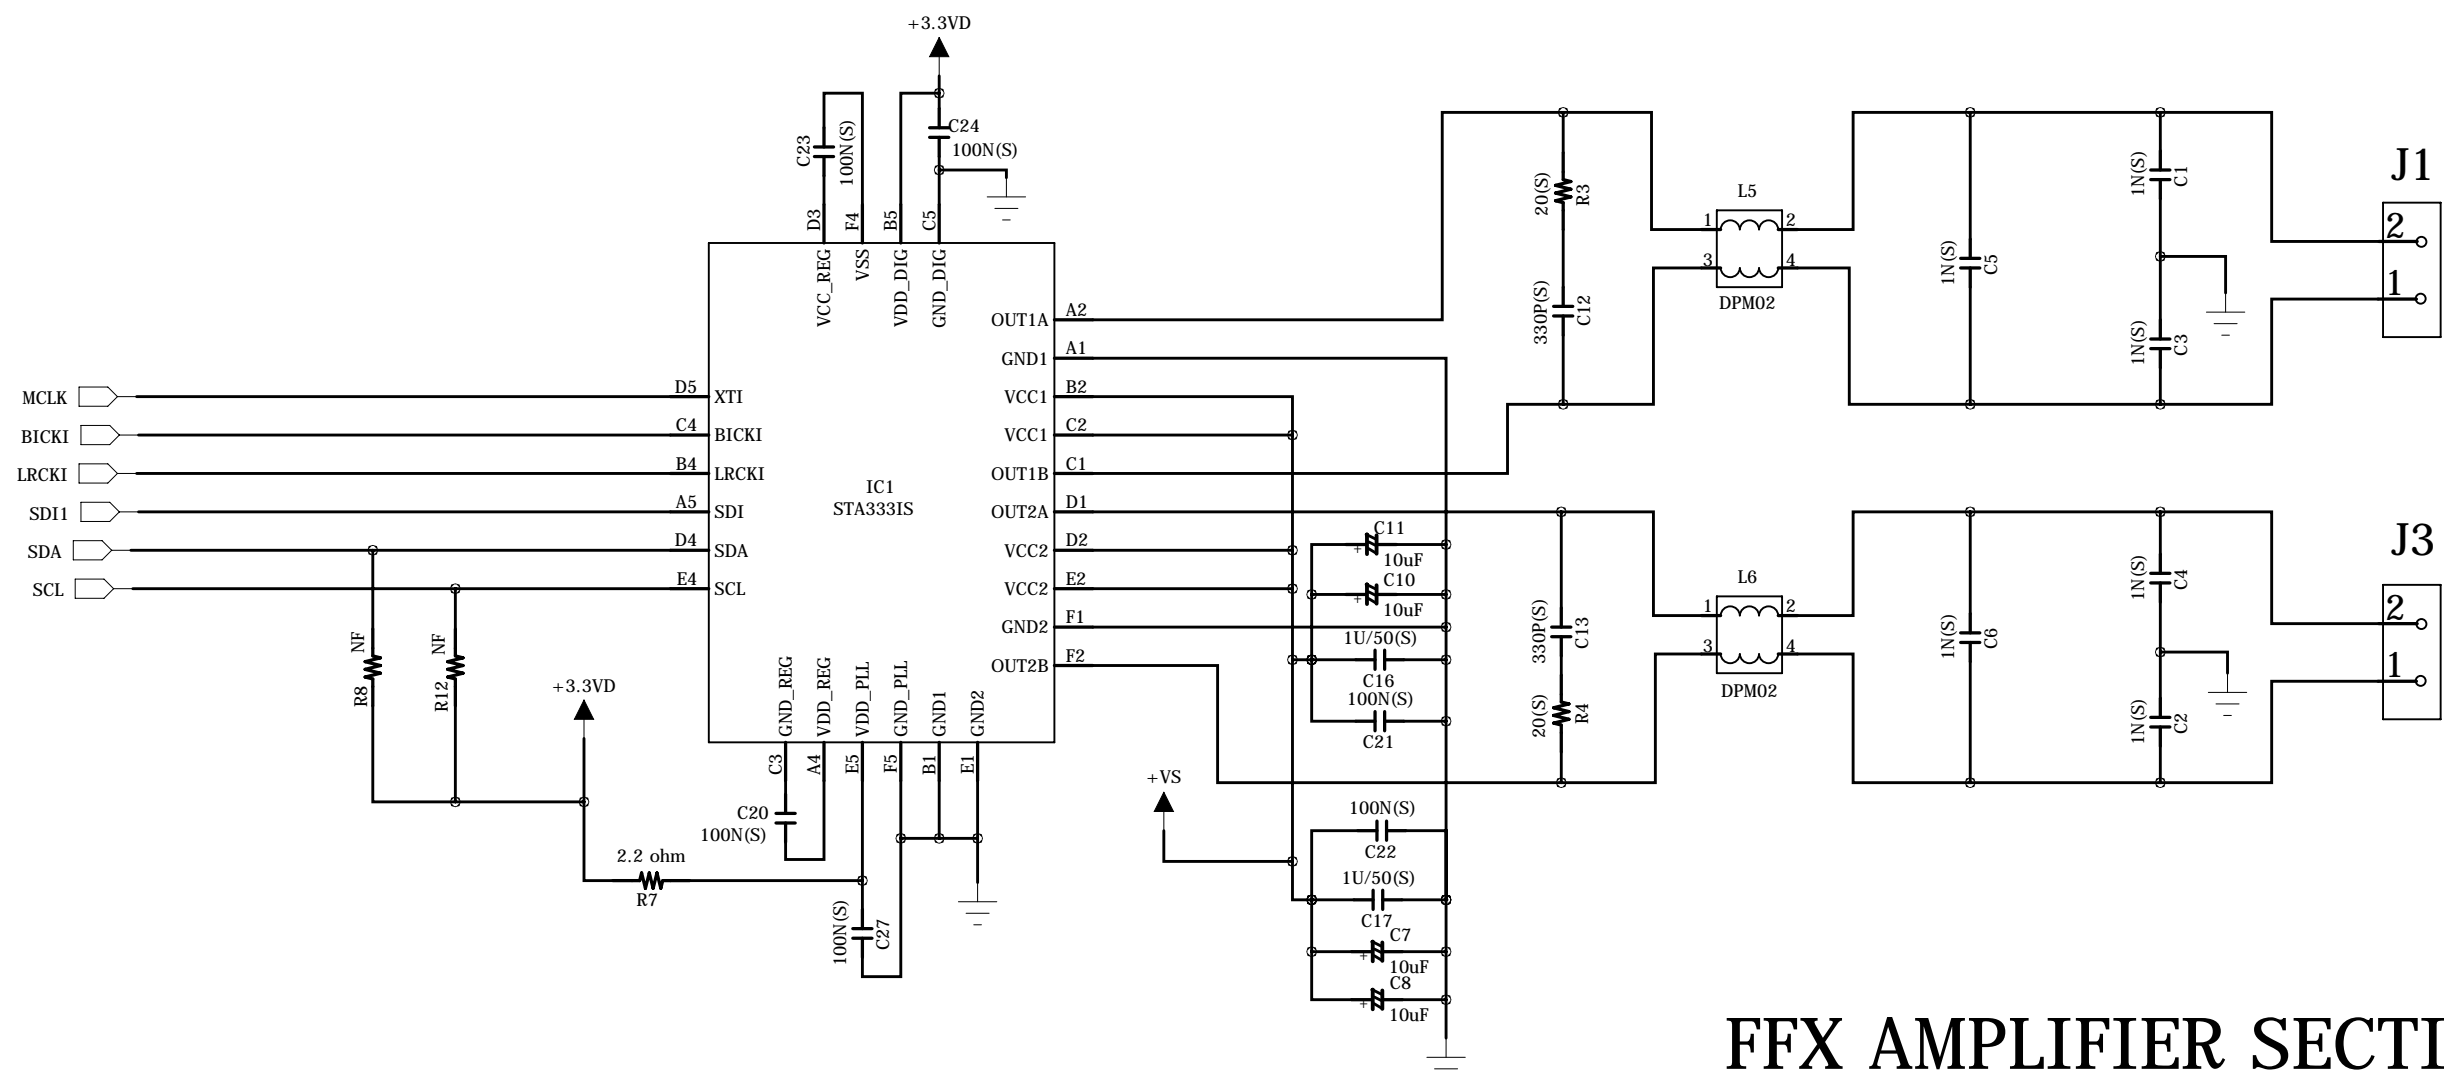 +3.3VD
C23
100N(S)
C24
100N(S)
D3
F4
B5
C5
VCC_REG
VSS
VDD_DIG
GND_DIG
MCLK
BICKI
LRCKI
SDI1
SDA
SCL
D5
C4
B4
A5
D4
E4
XTI
BICKI
LRCKI
SDI
SDA
SCL
IC1
STA333IS
OUT1A
GND1
VCC1
VCC1
OUT1B
OUT2A
VCC2
VCC2
GND2
OUT2B
A2
A1
B2
C2
C1
D1
D2
E2
F1
F2
GND_REG
VDD_REG
VDD_PLL
GND_PLL
GND1
GND2
C3
A4
E5
F5
B1
E1
NF
R8
NF
R12
+3.3VD
C20
100N(S)
2.2 ohm
R7
100N(S)
C27
C11
+
10uF
C10
+
10uF
1U/50(S)
C16
100N(S)
C21
+VS
100N(S)
C22
1U/50(S)
C17
C7
+
10uF
C8
+
10uF
20(S)
R3
330P(S)
C12
L5
1
2
3
4
DPM02
1N(S)
C5
1N(S)
C1
1N(S)
C3
J1
2
1
330P(S)
C13
20(S)
R4
L6
1
2
3
4
DPM02
1N(S)
C6
1N(S)
C4
1N(S)
C2
J3
2
1
FFX AMPLIFIER SECTI